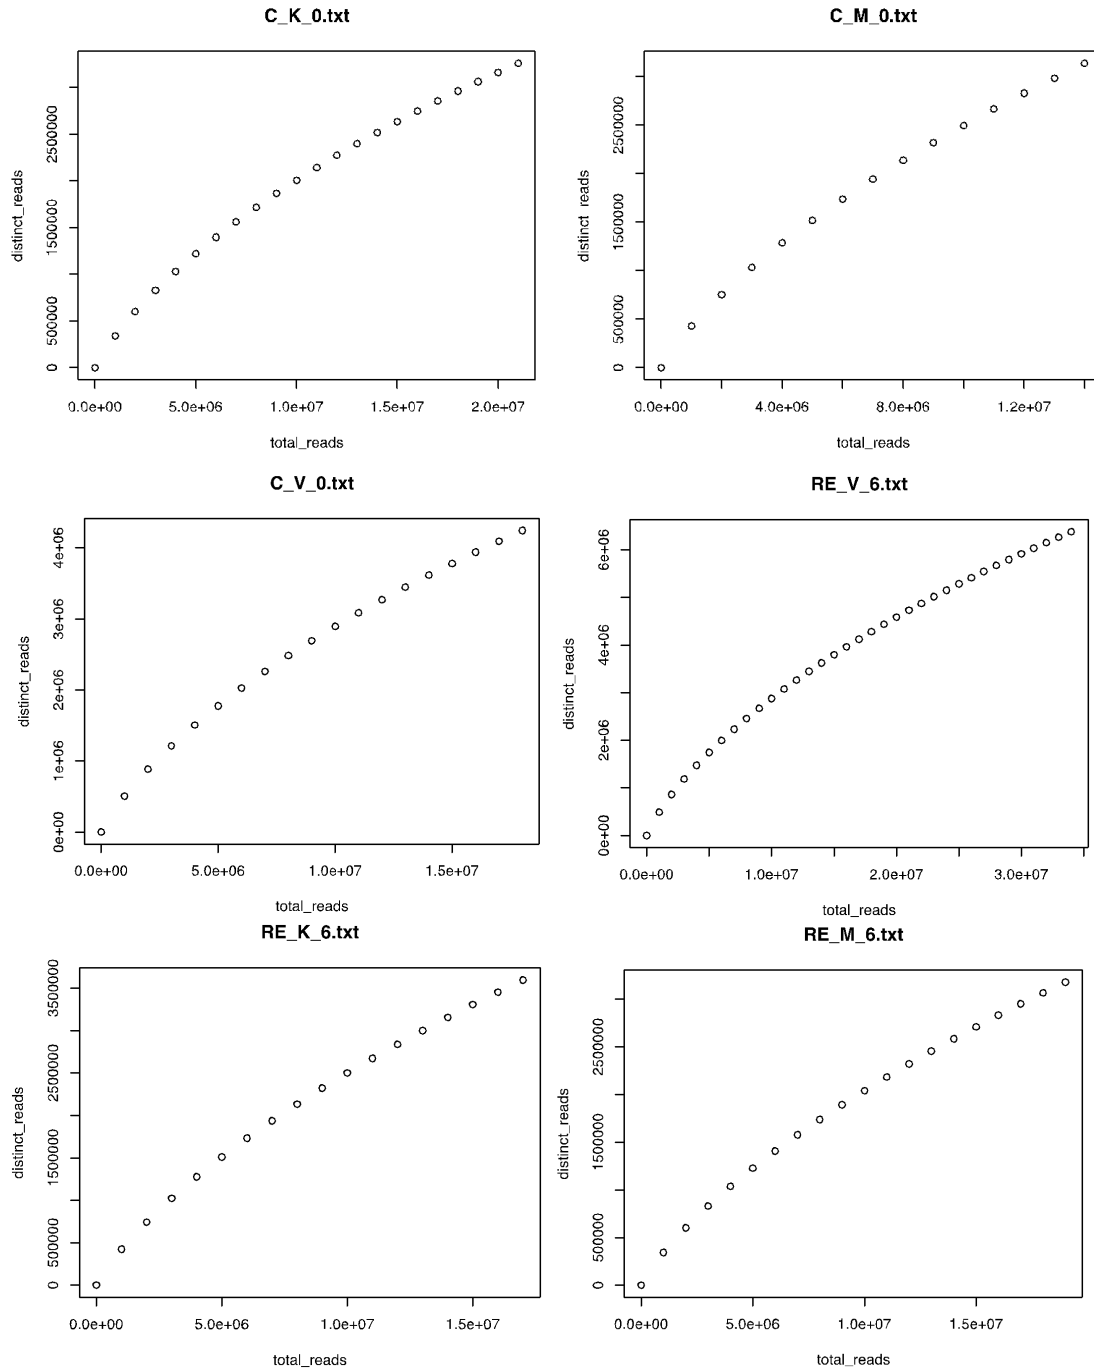 C_K_0.txt
distinct_reads
2500000
1500000
500000
0
0.0e+00 5.0e+06 1.0e+07 1.5e+07 2.0e+07
total_reads
C_M_0.txt
distinct_reads
2500000
1500000
500000
0
0.0e+00 4.0e+06 8.0e+06 1.2e+07
total_reads
C_V_0.txt
distinct_reads
4e+06
3e+06
2e+06
1e+06
0e+00
0.0e+00 5.0e+06 1.0e+07 1.5e+07
total_reads
RE_V_6.txt
distinct_reads
6e+06
4e+06
2e+06
0e+00
0.0e+00 1.0e+07 2.0e+07 3.0e+07
total_reads
RE_K_6.txt
distinct_reads
3500000
2500000
1500000
500000
0
0.0e+00 5.0e+06 1.0e+07 1.5e+07
total_reads
RE_M_6.txt
distinct_reads
2500000
1500000
500000
0
0.0e+00 5.0e+06 1.0e+07 1.5e+07
total_reads